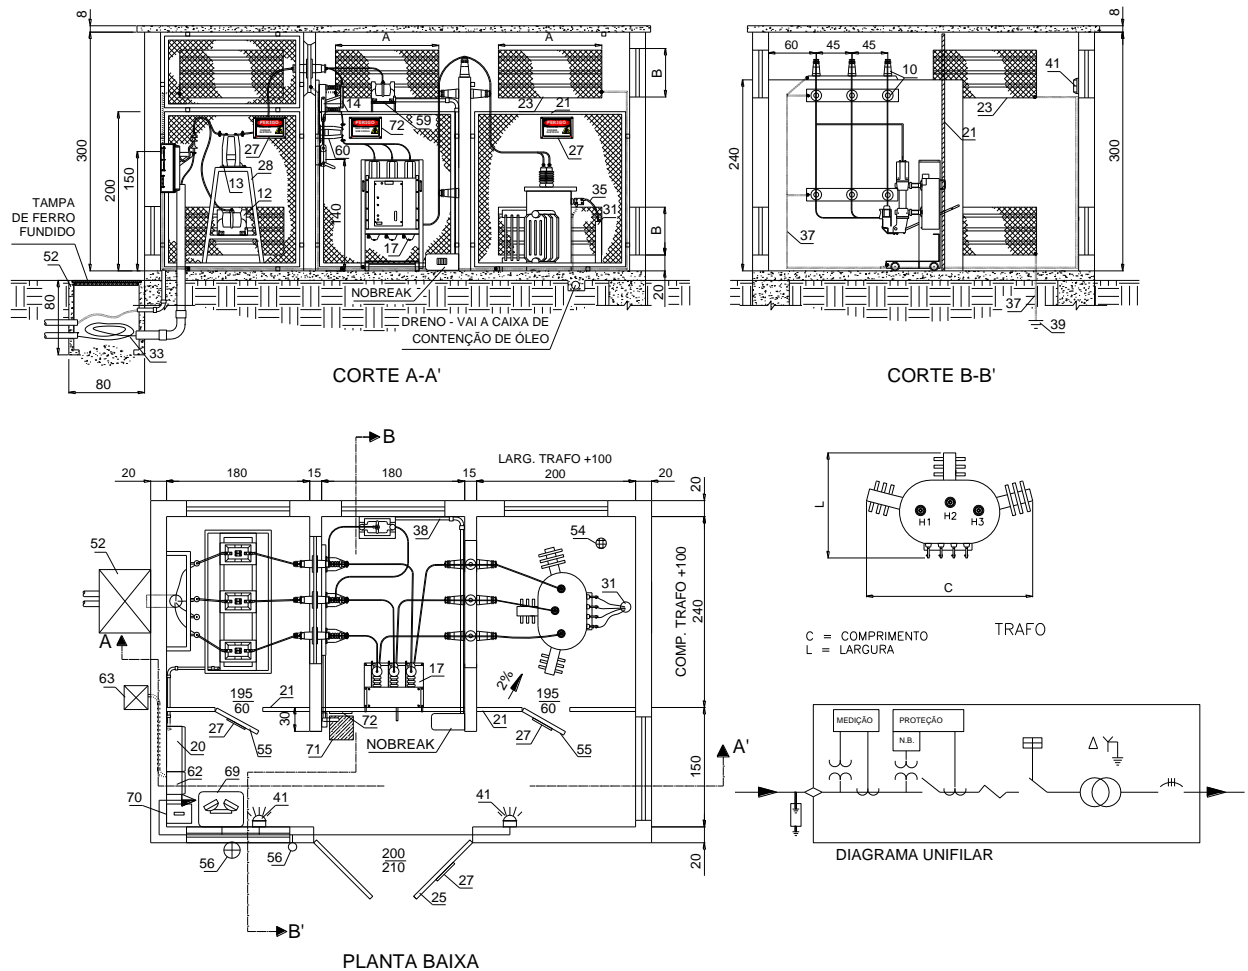 8
A
A
B
300
200
150
TAMPA
DE FERRO
FUNDIDO
52
80
80
33
PERIGO
27
28
13
12
14
PERIGO
72
59
60
140
17
23
21
PERIGO
27
35
31
B
20
NOBREAK
DRENO - VAI A CAIXA DE
CONTENÇÃO DE ÓLEO
CORTE A-A'
60
45
45
10
41
8
23
21
240
300
37
37
39
CORTE B-B'
B
LARG. TRAFO +100
20
180
15
180
15
200
20
20
38
54
52
31
A
COMP. TRAFO +100
240
63
17
2%
195
60
21
30
27
55
71
72
NOBREAK
21
195
60
27
55
20
62
69
70
41
41
A'
150
56
56
200
210
27
25
20
B'
PLANTA BAIXA
L
H1
H2
H3
C
TRAFO
C = COMPRIMENTO
L = LARGURA
MEDIÇÃO
PROTEÇÃO
N.B.
Δ
DIAGRAMA UNIFILAR